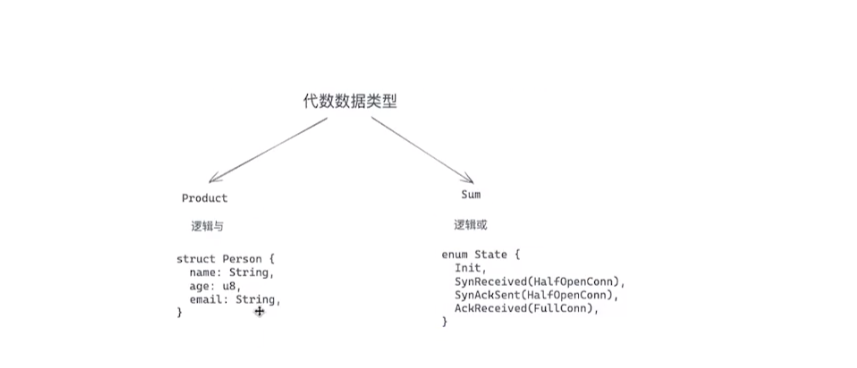 代数数据类型
Product
逻辑与
struct Person {
  name: String,
  age: u8,
  email: String,
}
Sum
逻辑或
enum State {
  Init,
  SynReceived(HalfOpenConn),
  SynAckSent(HalfOpenConn),
  AckReceived(FullConn),
}